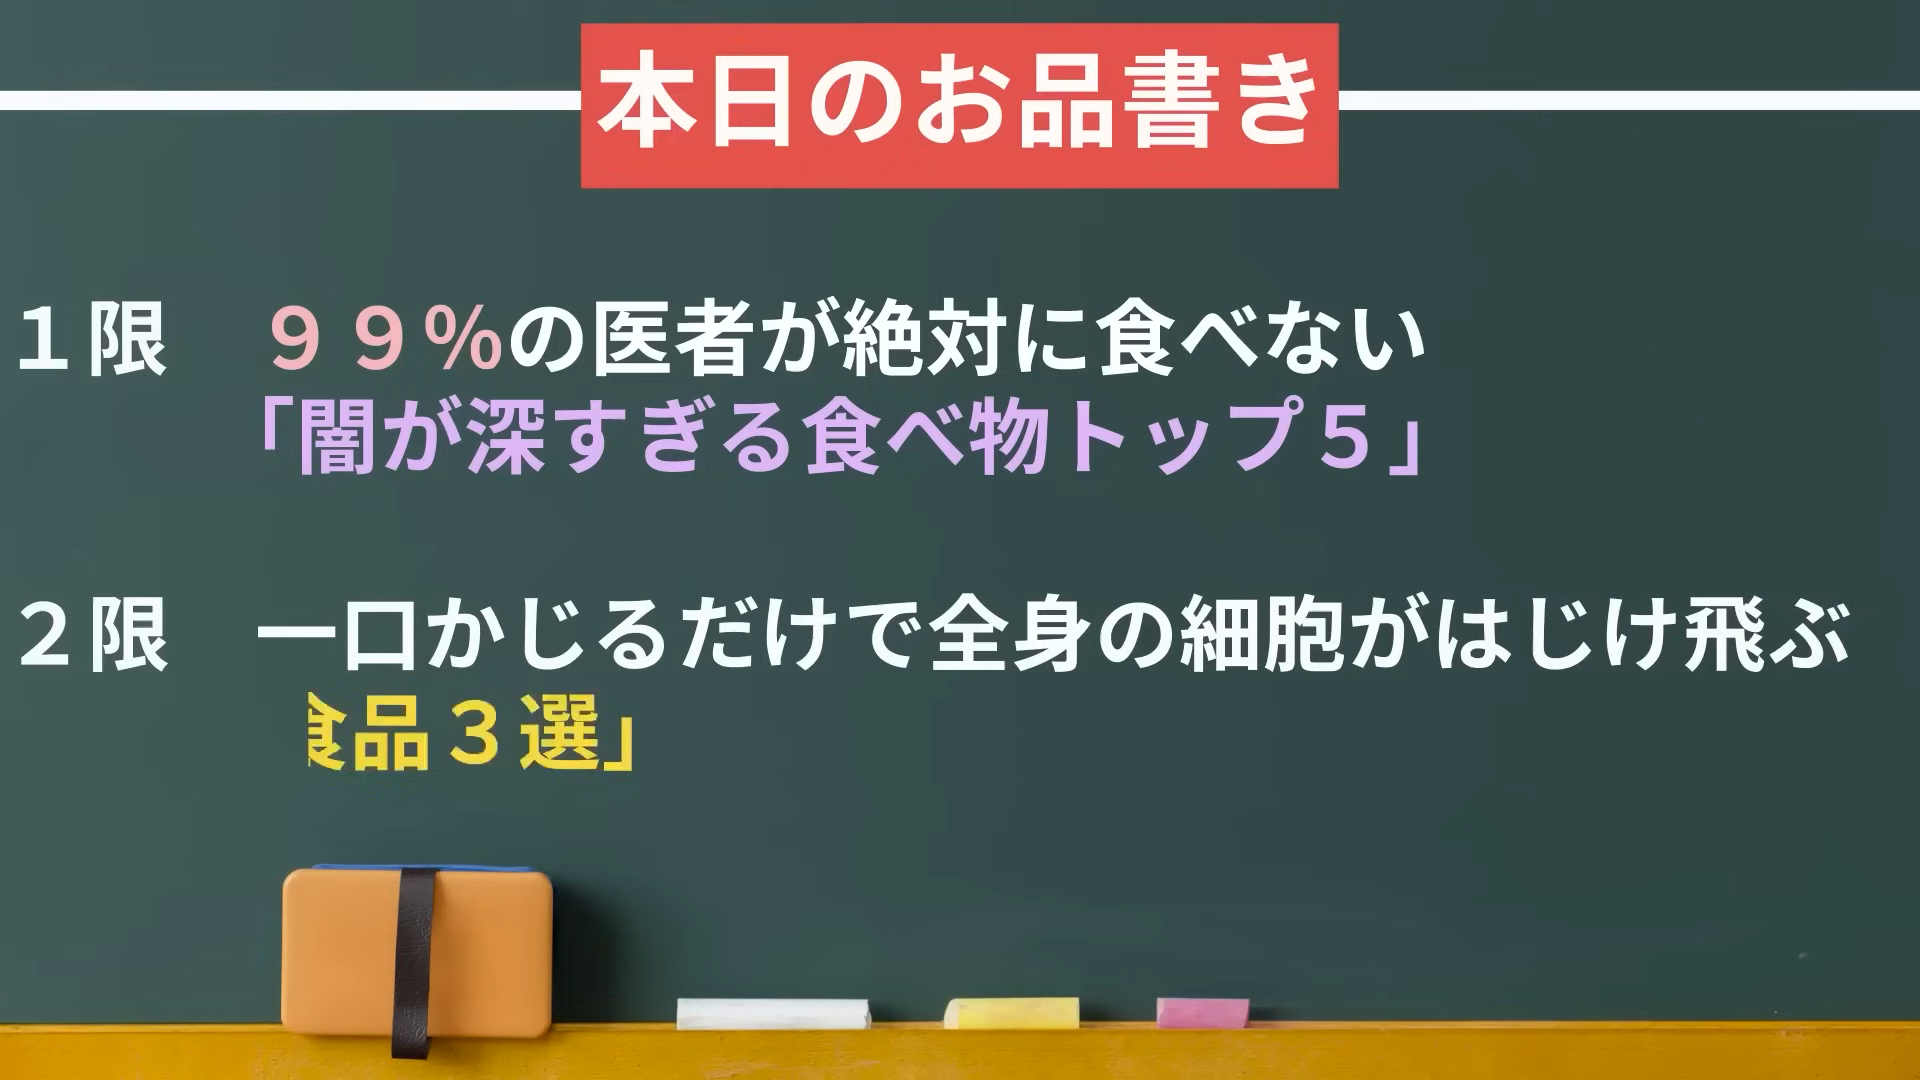 本日のお品書き
１限　９９％の医者が絶対に食べない
「闇が深すぎる食べ物トップ５」
２限　一口かじるだけで全身の細胞がはじけ飛ぶ
食品３選」